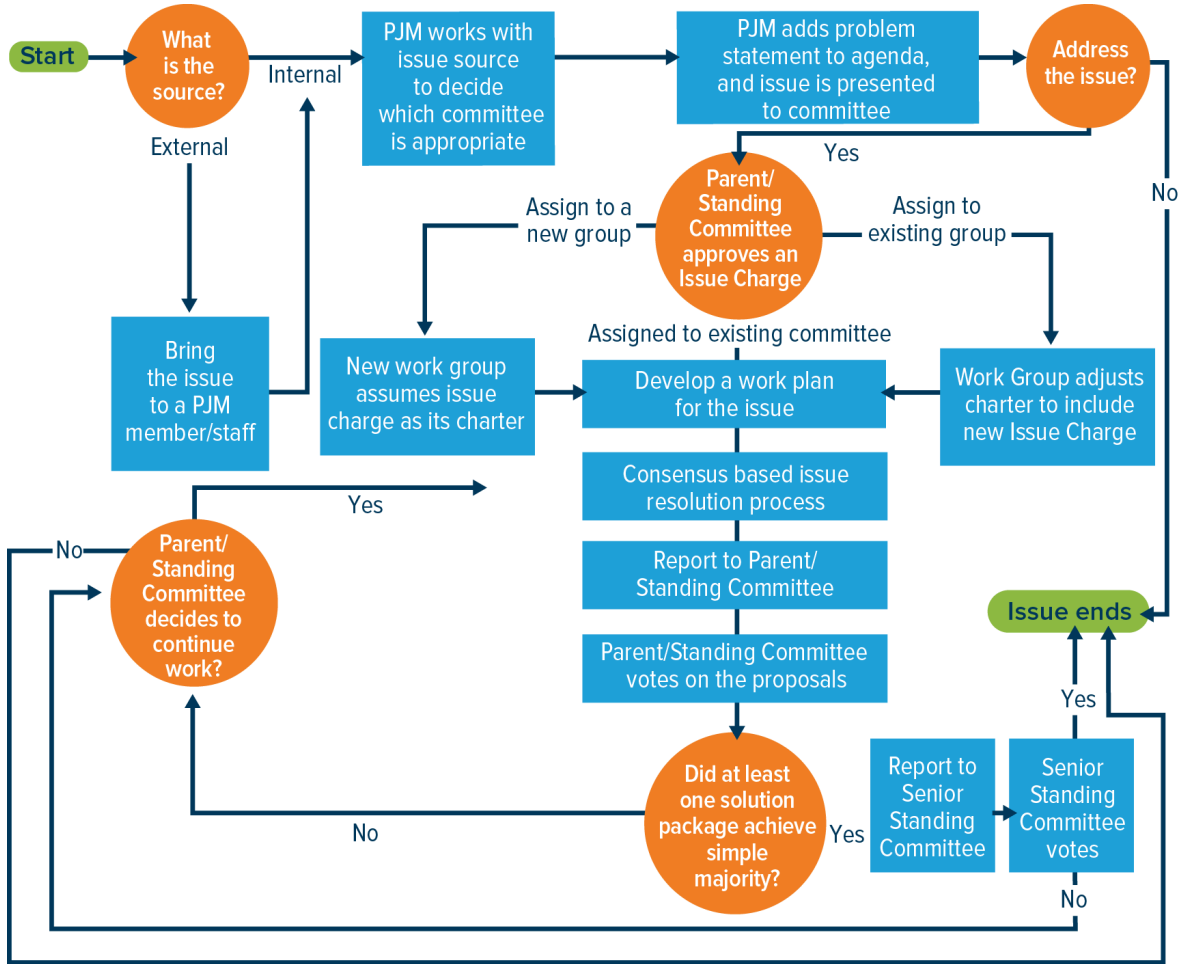 Start
What
is the
source?
Internal
External
PJM works with
issue source
to decide
which committee
is appropriate
PJM adds problem
statement to agenda,
and issue is presented
to committee
Address
the issue?
Yes
No
Parent/
Standing
Committee
approves an
Issue Charge
Assign to a
new group
Assign to
existing group
Assigned to existing committee
Bring
the issue
to a PJM
member/staff
New work group
assumes issue
charge as its charter
Develop a work plan
for the issue
Work Group adjusts
charter to include
new Issue Charge
Consensus based issue
resolution process
Report to Parent/
Standing Committee
Parent/Standing Committee
votes on the proposals
Yes
No
Parent/
Standing
Committee
decides to
continue
work?
Issue ends
Did at least
one solution
package achieve
simple
majority?
No
Yes
Report to
Senior
Standing
Committee
Senior
Standing
Committee
votes
Yes
No